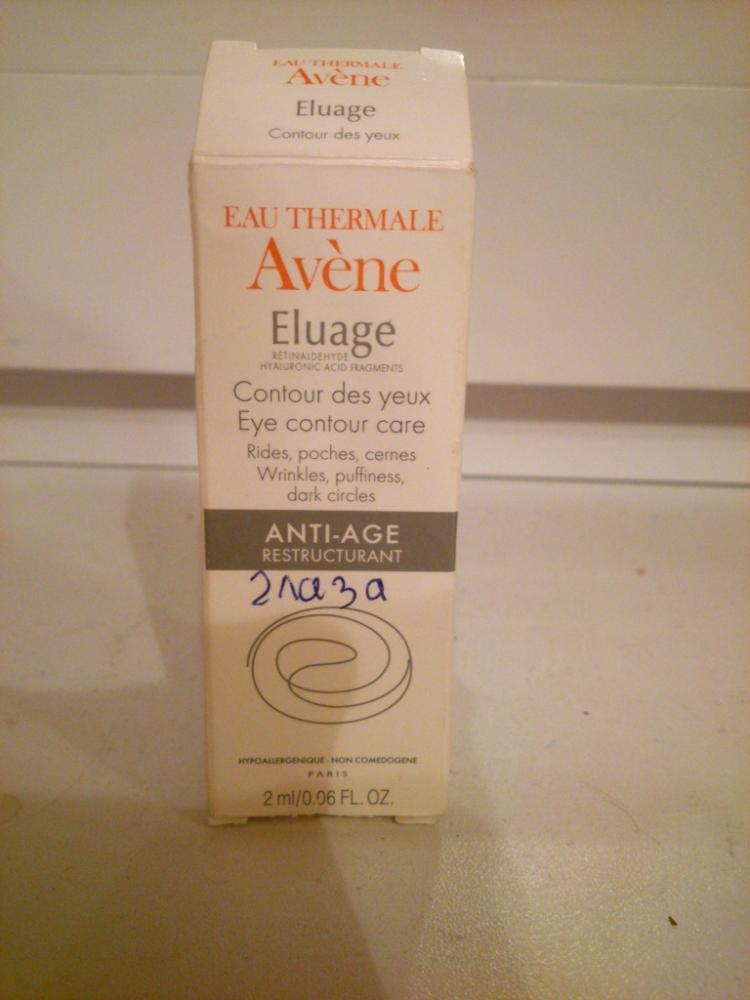 EAU THERMALE
Avène
Eluage
Contour des yeux
EAU THERMALE
Avène
Eluage
RETINALDEHYDE
HYALURONIC ACID FRAGMENTS
Contour des yeux
Eye contour care
Rides, poches, cernes
Wrinkles, puffiness,
dark circles
ANTI-AGE
RESTRUCTURANT
глаза
HYPOALLERGENIQUE - NON COMEDOGENE
PARIS
2 ml/0.06 FL. OZ.